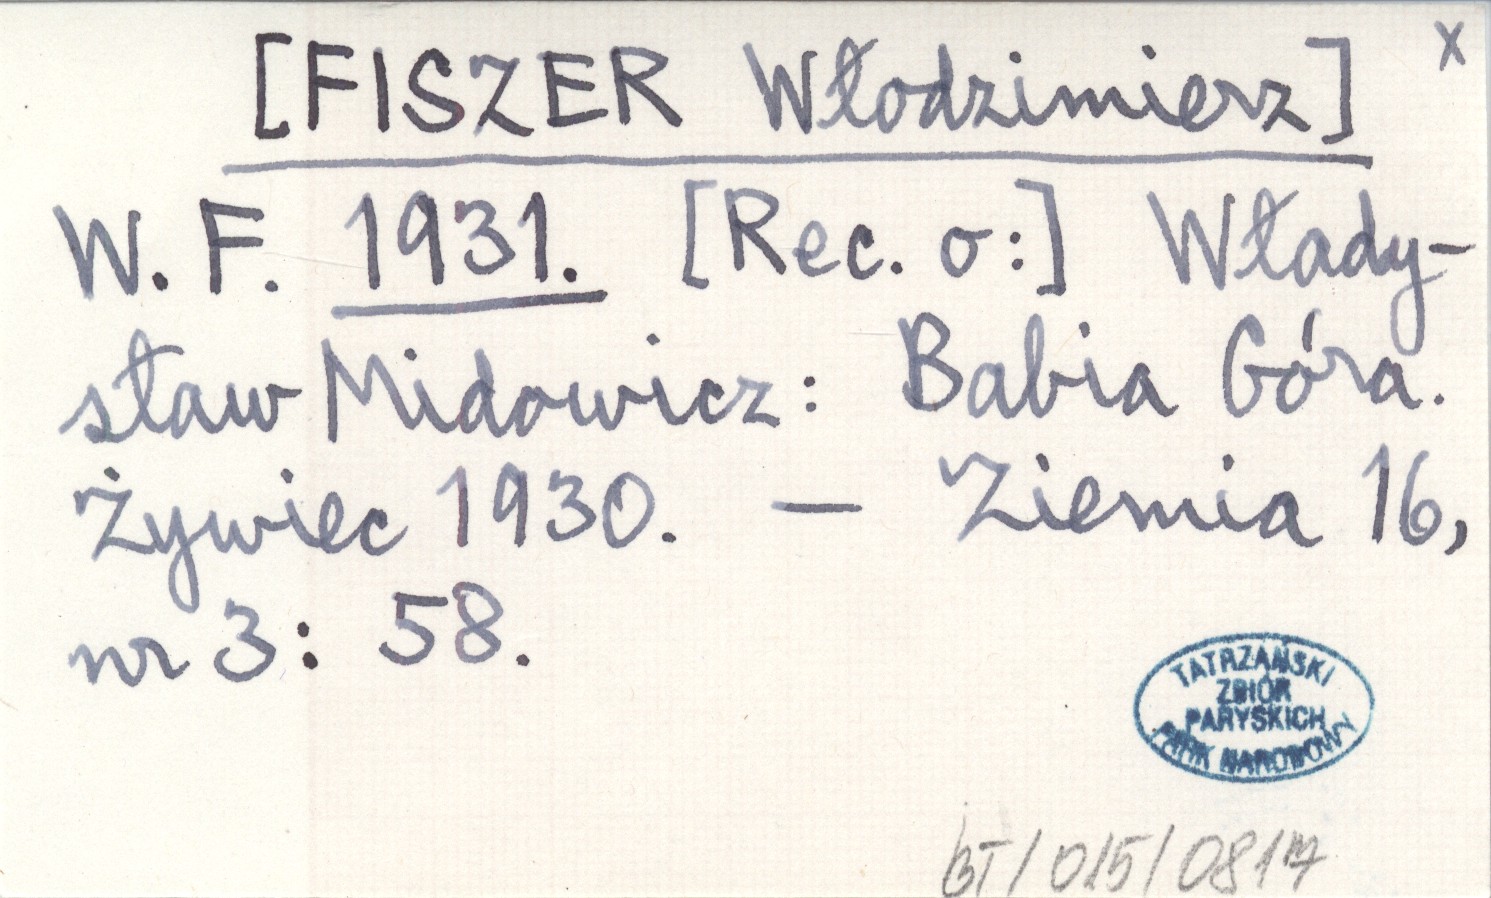 [FISZER Włodzimierz]
x
W. F. 1931. [Rec. o:] Włady-
sław Midowicz: Babia Góra.
Żywiec 1930. — Ziemia 16,
nr 3: 58.
TATRZAŃSKI
ZBIÓR
PARYSKICH
PARK NARODOWY
BT/015/0817